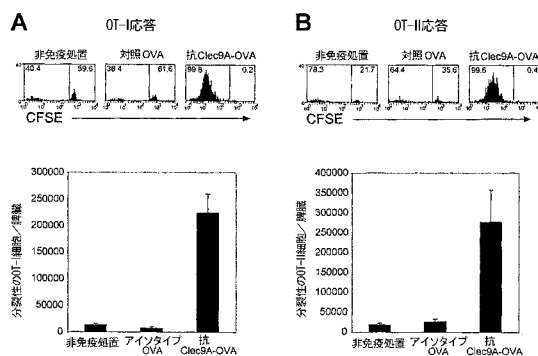 A OT-I応答
非免疫処置 対照OVA 抗Clec9A-OVA
40.4 59.6 38.4 61.6 99.8 0.2
CFSE
分裂性のOT-I細胞/脾臓
300000
250000
200000
150000
100000
50000
0
非免疫処置 アイソタイプ OVA 抗 Clec9A-OVA
B OT-II応答
非免疫処置 対照OVA 抗Clec9A-OVA
78.3 21.7 64.4 35.6 99.6 0.4
CFSE
分裂性のOT-II細胞/脾臓
400000
350000
300000
250000
200000
150000
100000
50000
0
非免疫処置 アイソタイプ OVA 抗 Clec9A-OVA